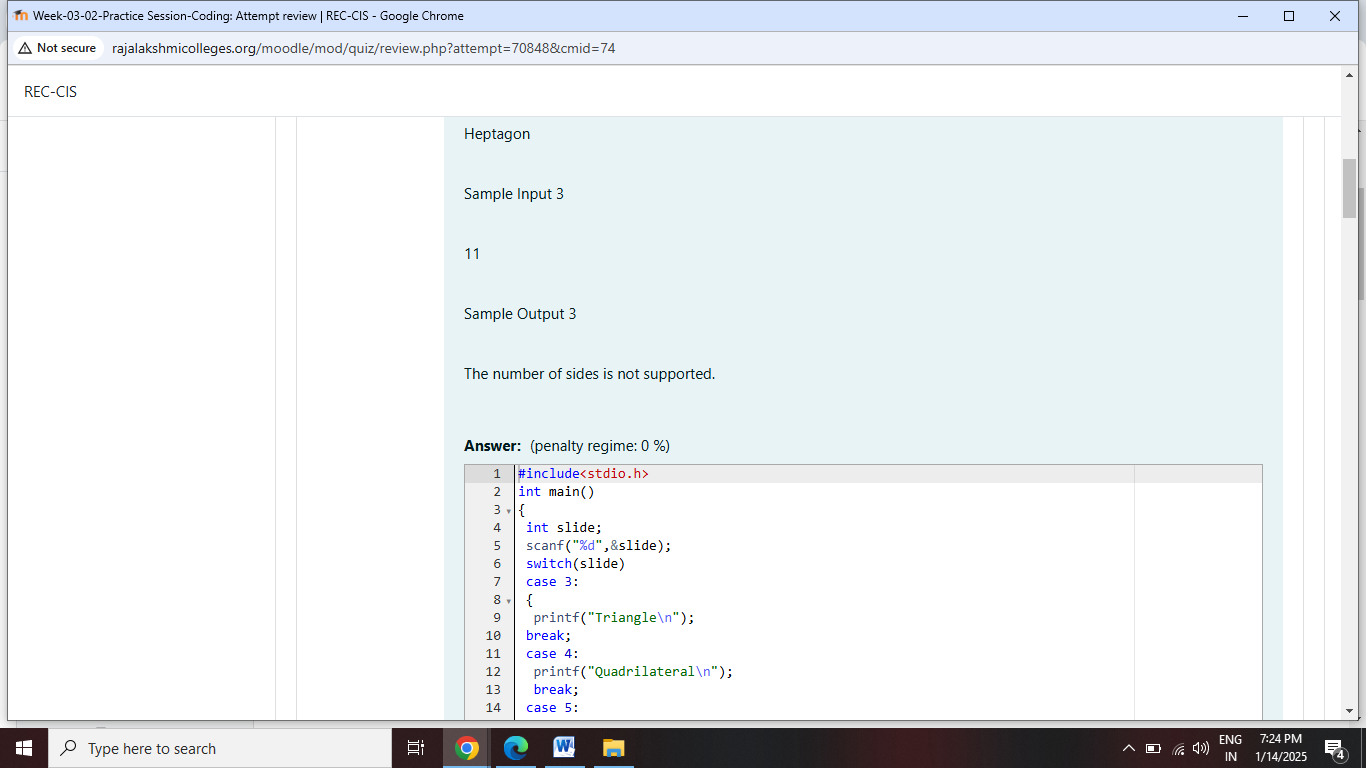 Week-03-02-Practice Session-Coding: Attempt review | REC-CIS - Google Chrome
Not secure rajalakshmicolleges.org/moodle/mod/quiz/review.php?attempt=70848&cmid=74
REC-CIS
Heptagon
Sample Input 3
11
Sample Output 3
The number of sides is not supported.
Answer: (penalty regime: 0 %)
1 #include<stdio.h>
2 int main()
3 {
4 int slide;
5 scanf("%d",&slide);
6 switch(slide)
7 case 3:
8 {
9 printf("Triangle\n");
10 break;
11 case 4:
12 printf("Quadrilateral\n");
13 break;
14 case 5:
Type here to search
W
ENG
IN
7:24 PM
1/14/2025
4